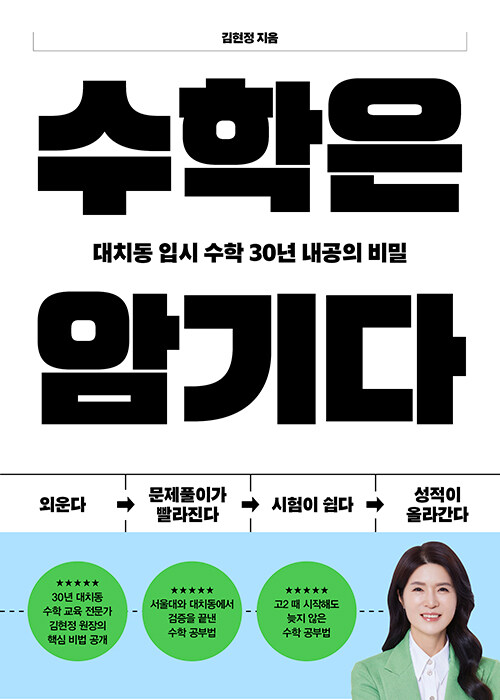 김현정 지음
수학은
대치동 입시 수학 30년 내공의 비밀
암기다
외운다 → 문제풀이가 빨라진다 → 시험이 쉽다 → 성적이 올라간다
★★★★★
30년 대치동
수학 교육 전문가
김현정 원장의
핵심 비법 공개
★★★★★
서울대와 대치동에서
검증을 끝낸
수학 공부법
★★★★★
고2 때 시작해도
늦지 않은
수학 공부법